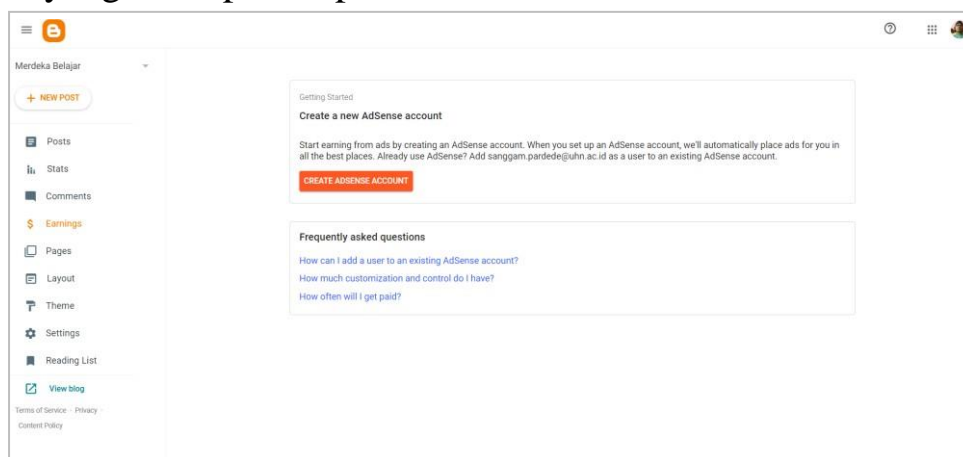 Merdeka Belajar
+ NEW POST
Posts
Stats
Comments
Earnings
Pages
Layout
Theme
Settings
Reading List
View blog
Terms of Service · Privacy ·
Content Policy
Getting Started
Create a new AdSense account
Start earning from ads by creating an AdSense account. When you set up an AdSense account, we'll automatically place ads for you in
all the best places. Already use AdSense? Add sanggam.pardede@uhn.ac.id as a user to an existing AdSense account.
CREATE ADSENSE ACCOUNT
Frequently asked questions
How can I add a user to an existing AdSense account?
How much customization and control do I have?
How often will I get paid?